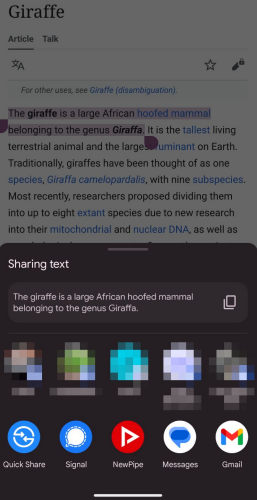 Giraffe
Article Talk
For other uses, see Giraffe (disambiguation).
The giraffe is a large African hoofed mammal
belonging to the genus Giraffa. It is the tallest living
terrestrial animal and the largest ruminant on Earth.
Traditionally, giraffes have been thought of as one
species, Giraffa camelopardalis, with nine subspecies.
Most recently, researchers proposed dividing them
into up to eight extant species due to new research
into their mitochondrial and nuclear DNA, as well as
Sharing text
The giraffe is a large African hoofed mammal
belonging to the genus Giraffa.
Quick Share Signal NewPipe Messages Gmail